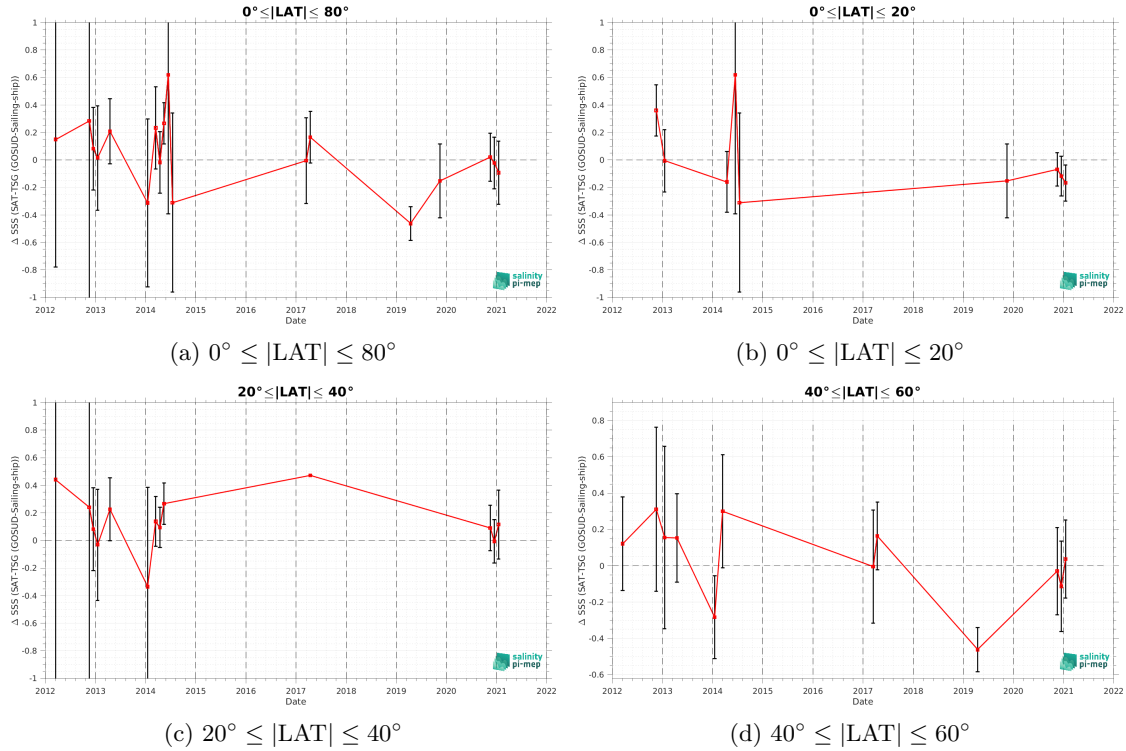 0°≤|LAT|≤ 80°
1
0.8
0.6
0.4
0.2
0
-0.2
-0.4
-0.6
-0.8
-1
Δ SSS (SAT-TSG (GOSUD-Sailing-ship))
2012 2013 2014 2015 2016 2017 2018 2019 2020 2021 2022
Date
salinity
pi-mep
(a) 0° ≤ |LAT| ≤ 80°
0°≤|LAT|≤ 20°
1
0.8
0.6
0.4
0.2
0
-0.2
-0.4
-0.6
-0.8
-1
Δ SSS (SAT-TSG (GOSUD-Sailing-ship))
2012 2013 2014 2015 2016 2017 2018 2019 2020 2021 2022
Date
salinity
pi-mep
(b) 0° ≤ |LAT| ≤ 20°
20°≤|LAT|≤ 40°
1
0.8
0.6
0.4
0.2
0
-0.2
-0.4
-0.6
-0.8
-1
Δ SSS (SAT-TSG (GOSUD-Sailing-ship))
2012 2013 2014 2015 2016 2017 2018 2019 2020 2021 2022
Date
salinity
pi-mep
(c) 20° ≤ |LAT| ≤ 40°
40°≤|LAT|≤ 60°
0.8
0.6
0.4
0.2
0
-0.2
-0.4
-0.6
Δ SSS (SAT-TSG (GOSUD-Sailing-ship))
2012 2013 2014 2015 2016 2017 2018 2019 2020 2021 2022
Date
salinity
pi-mep
(d) 40° ≤ |LAT| ≤ 60°